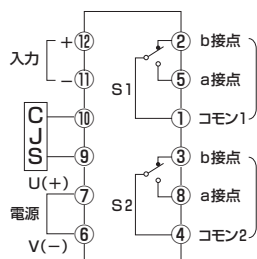 入力
+ ⑫
− ⑪
CJS
⑩
⑨
U(+)
⑦
電源
⑥
V(−)
S1
② b接点
⑤ a接点
① コモン1
S2
③ b接点
⑧ a接点
④ コモン2